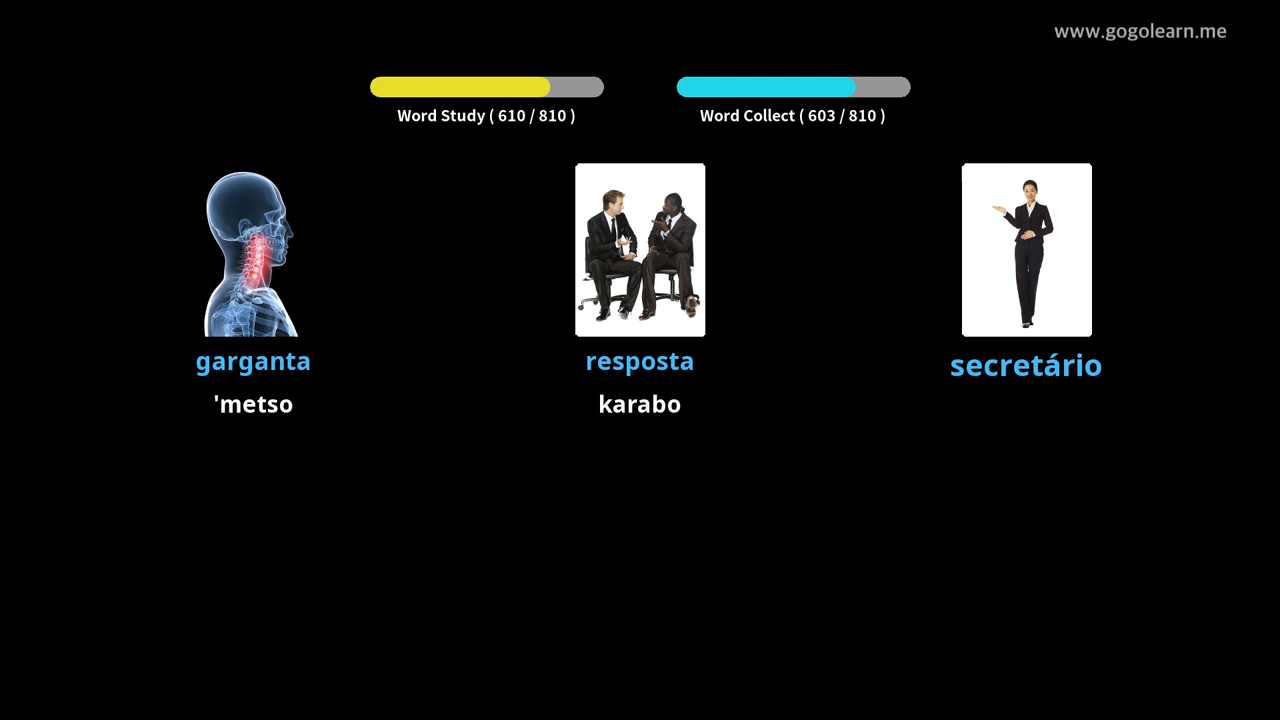 www.gogolearn.me
Word Study ( 610 / 810 )
Word Collect ( 603 / 810 )
garganta
resposta
secretário
'metso
karabo